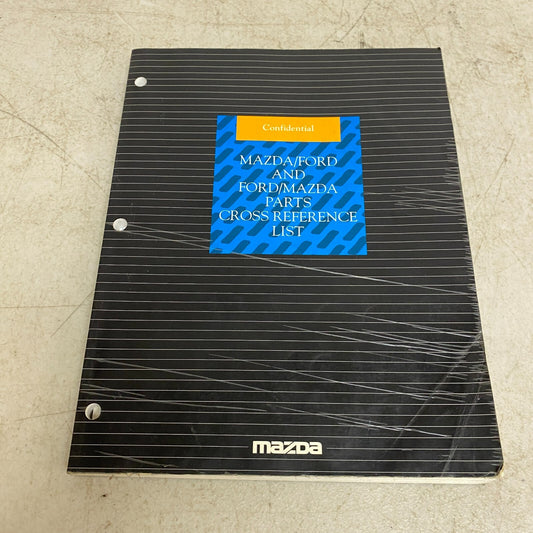 Confidential
MAZDA/FORD
AND
FORD/MAZDA
PARTS
CROSS REFERENCE
LIST
mazda